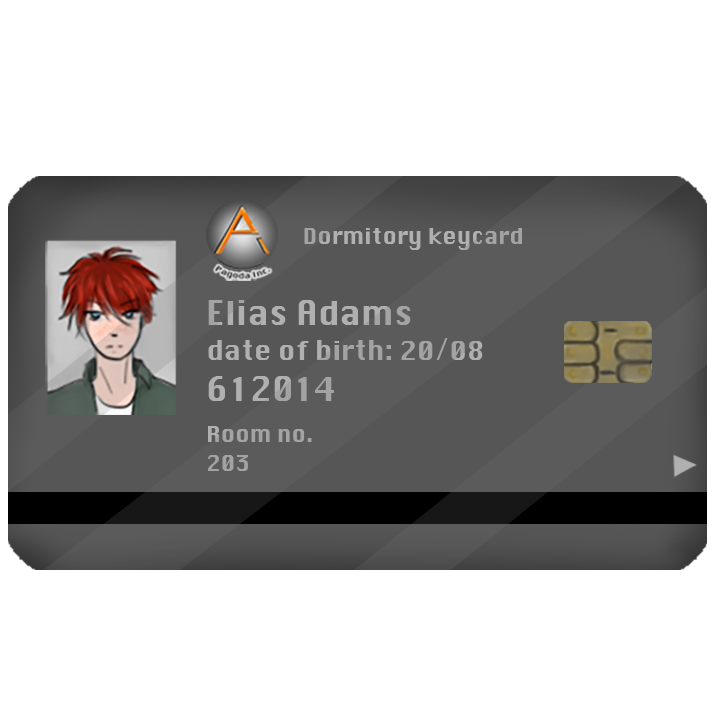 Dormitory keycard
Pagoda Inc.
Elias Adams
date of birth: 20/08
612014
Room no.
203